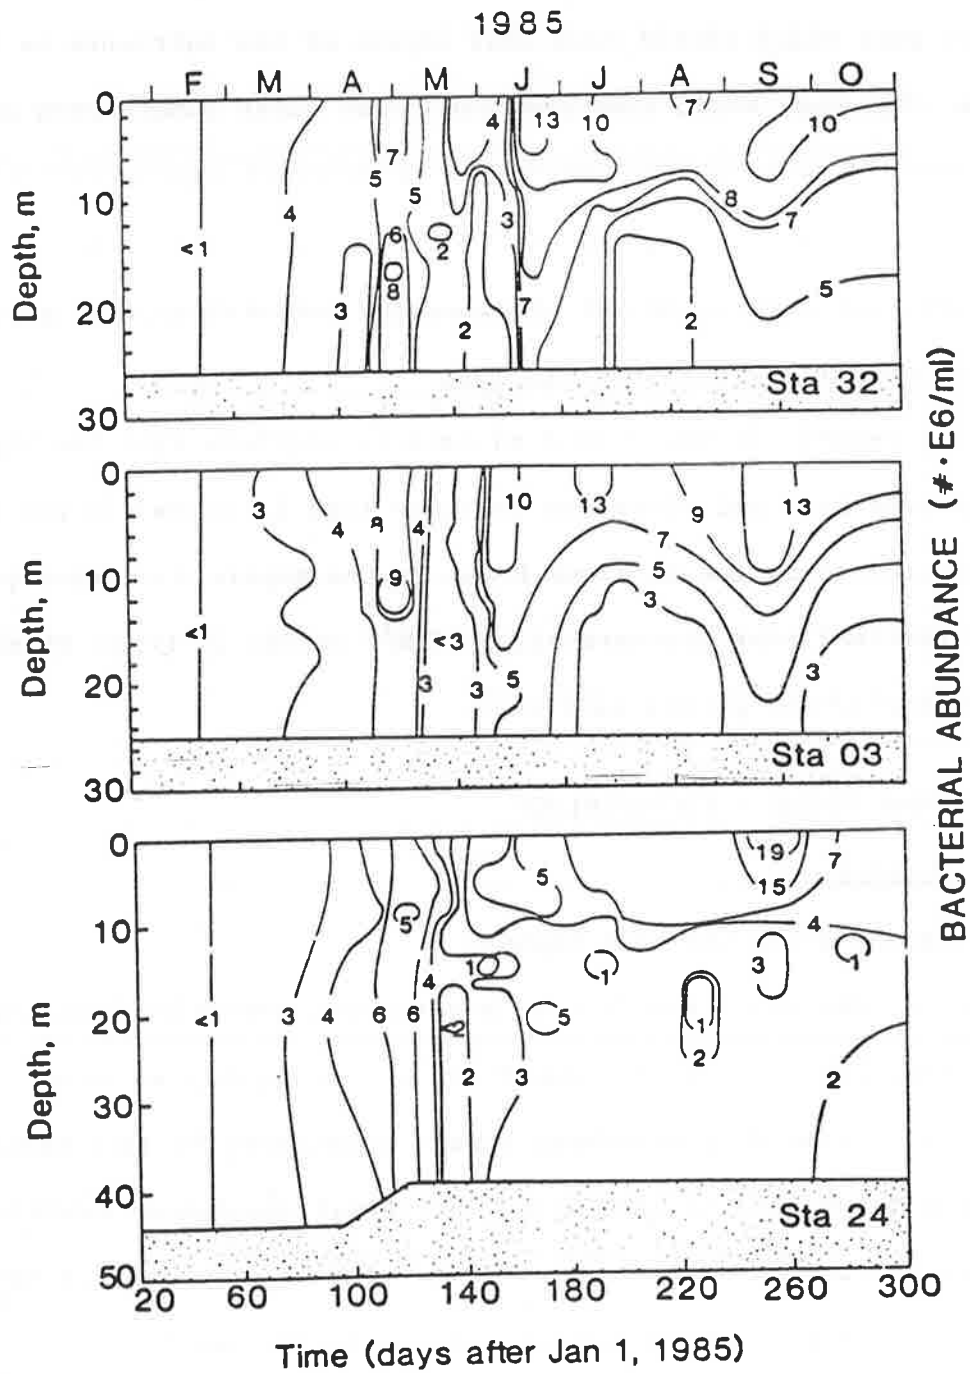 1985
F M A M J J A S O
0
10
20
30
Depth, m
<1 4 3 5 7 6 8 5 2 4 2 3 7 13 10 7 2 8 7 10 5
Sta 32
0
10
20
30
Depth, m
<1 3 4 8 9 4 3 <3 3 5 10 13 7 5 3 9 13 3
Sta 03
0
10
20
30
40
50
Depth, m
<1 3 4 6 5 6 4 <2 2 1 3 5 5 1 1 2 3 19 15 7 4 1 2
Sta 24
20 60 100 140 180 220 260 300
Time (days after Jan 1, 1985)
BACTERIAL ABUNDANCE (#·E6/ml)